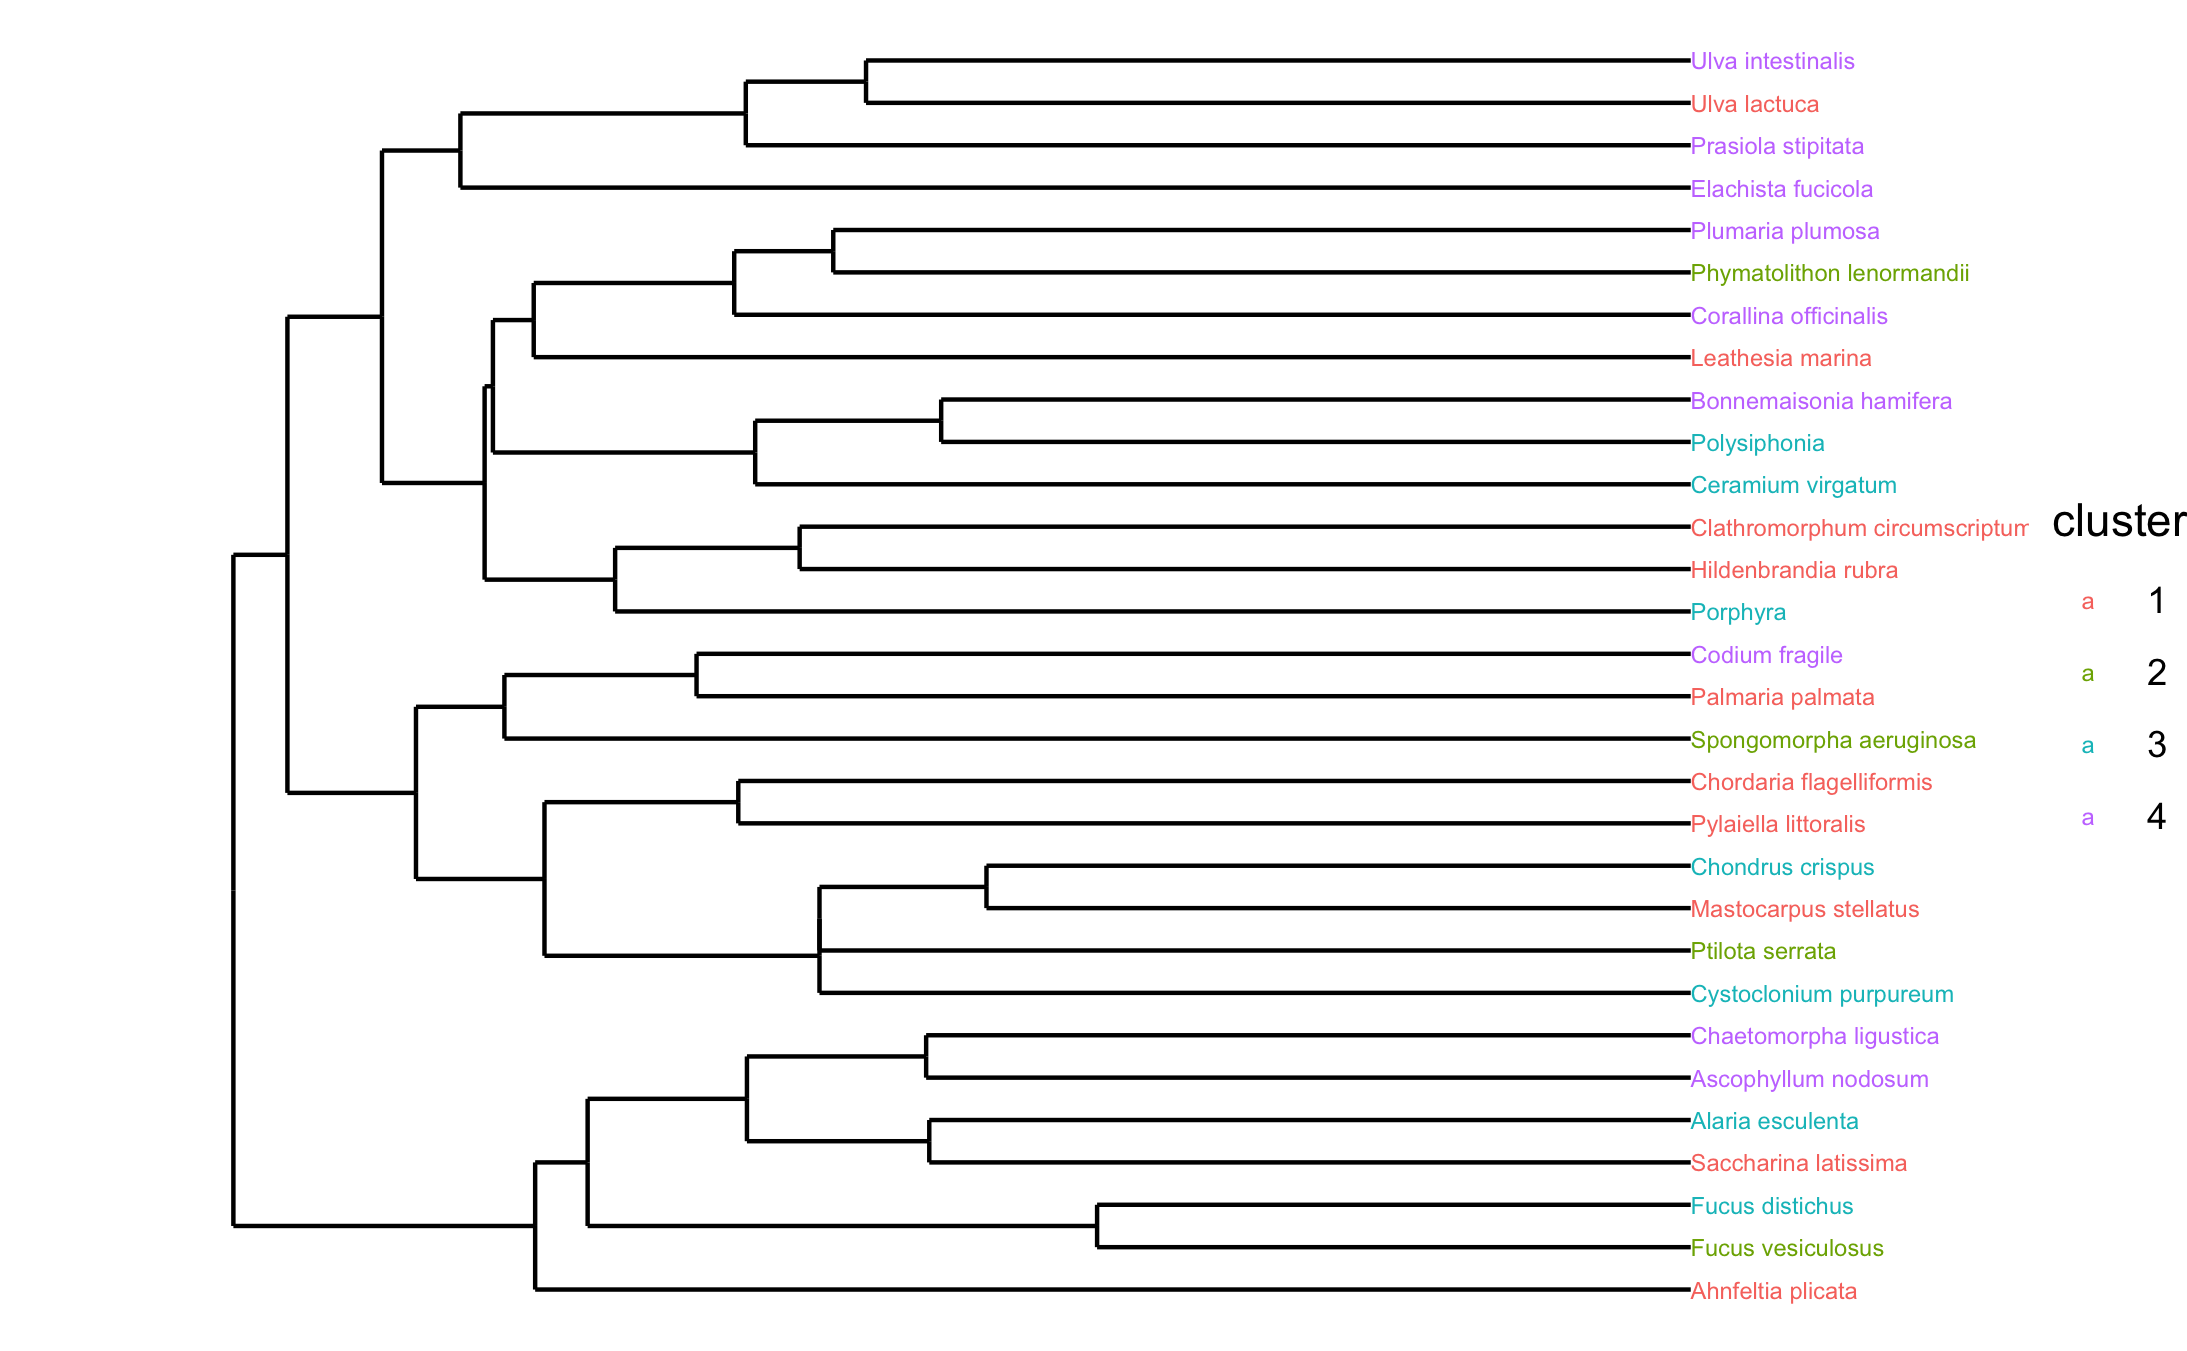 Ulva intestinalis
Ulva lactuca
Prasiola stipitata
Elachista fucicola
Plumaria plumosa
Phymatolithon lenormandii
Corallina officinalis
Leathesia marina
Bonnemaisonia hamifera
Polysiphonia
Ceramium virgatum
Clathromorphum circumscriptum
Hildenbrandia rubra
Porphyra
Codium fragile
Palmaria palmata
Spongomorpha aeruginosa
Chordaria flagelliformis
Pylaiella littoralis
Chondrus crispus
Mastocarpus stellatus
Ptilota serrata
Cystoclonium purpureum
Chaetomorpha ligustica
Ascophyllum nodosum
Alaria esculenta
Saccharina latissima
Fucus distichus
Fucus vesiculosus
Ahnfeltia plicata
cluster
a 1
a 2
a 3
a 4